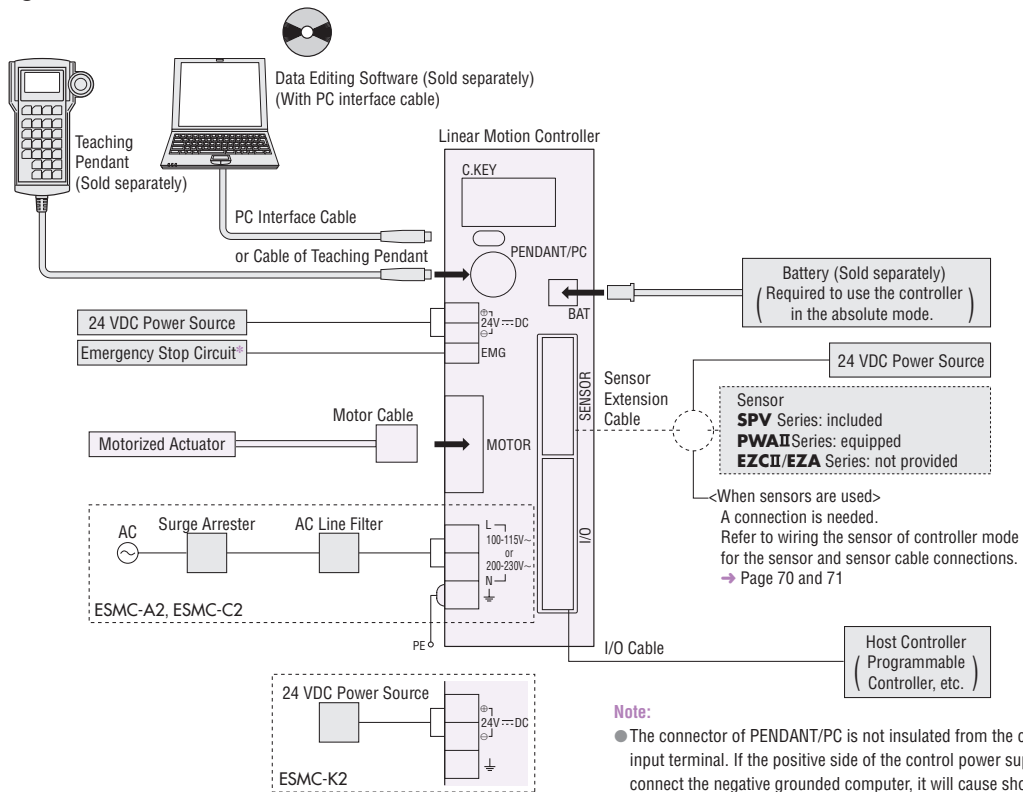 Data Editing Software (Sold separately)
(With PC interface cable)
Teaching
Pendant
(Sold separately)
Linear Motion Controller
C.KEY
PC Interface Cable
or Cable of Teaching Pendant
PENDANT/PC
BAT
Battery (Sold separately)
(Required to use the controller
in the absolute mode.)
24 VDC Power Source
⊕
24V⎓DC
⊖
Emergency Stop Circuit*
EMG
24 VDC Power Source
SENSOR
Sensor
Extension
Cable
Sensor
SPV Series: included
PWAII Series: equipped
EZCII/EZA Series: not provided
Motor Cable
Motorized Actuator
MOTOR
<When sensors are used>
A connection is needed.
Refer to wiring the sensor of controller mode
for the sensor and sensor cable connections.
→ Page 70 and 71
AC
Surge Arrester
AC Line Filter
L
100-115V~
or
200-230V~
N
I/O
ESMC-A2, ESMC-C2
PE
I/O Cable
Host Controller
(Programmable
Controller, etc.)
24 VDC Power Source
⊕
24V⎓DC
⊖
ESMC-K2
Note:
● The connector of PENDANT/PC is not insulated from the
input terminal. If the positive side of the control power
connect the negative grounded computer, it will cause